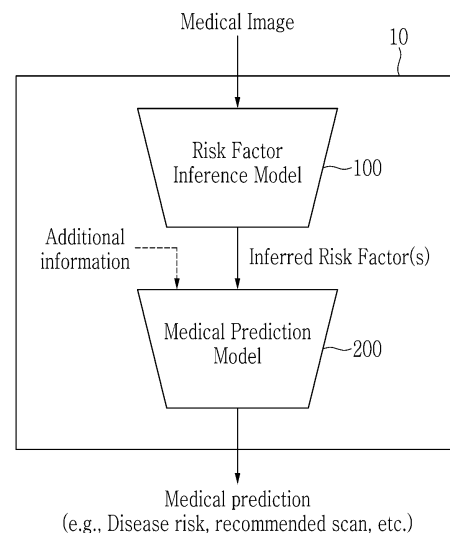 Medical Image
10
Risk Factor
Inference Model
100
Additional
information
Inferred Risk Factor(s)
Medical Prediction
Model
200
Medical prediction
(e.g., Disease risk, recommended scan, etc.)